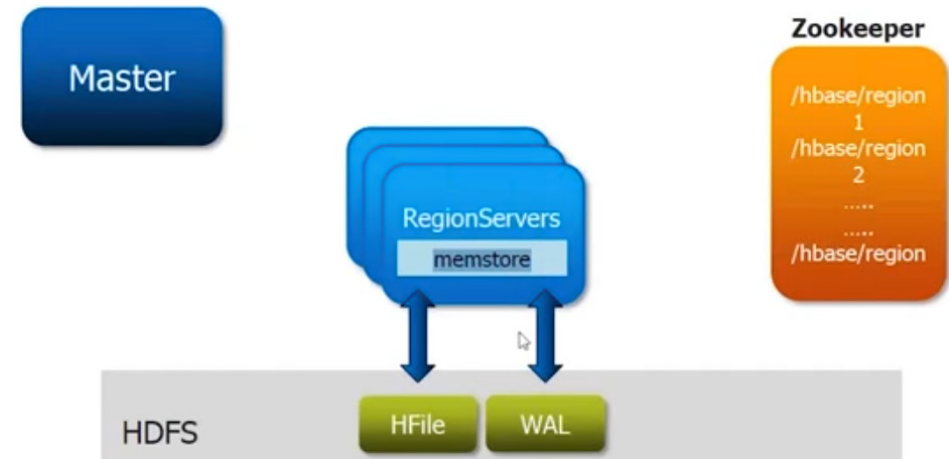 Master
Zookeeper
/hbase/region
1
/hbase/region
2
.....
.....
/hbase/region
RegionServers
memstore
HDFS
HFile
WAL